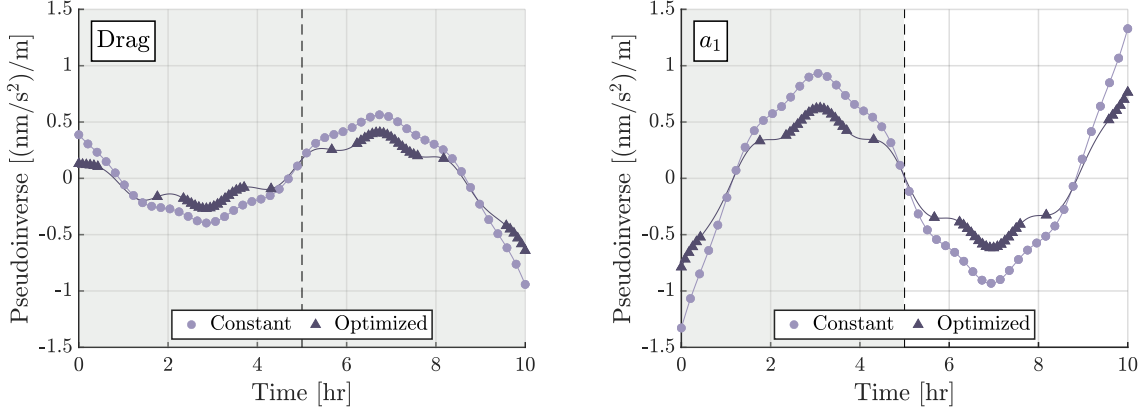 1.5
1
0.5
0
-0.5
-1
-1.5
Pseudoinverse [(nm/s²)/m]
Drag
Constant Optimized
0 2 4 6 8 10
Time [hr]
1.5
1
0.5
0
-0.5
-1
-1.5
Pseudoinverse [(nm/s²)/m]
a₁
Constant Optimized
0 2 4 6 8 10
Time [hr]